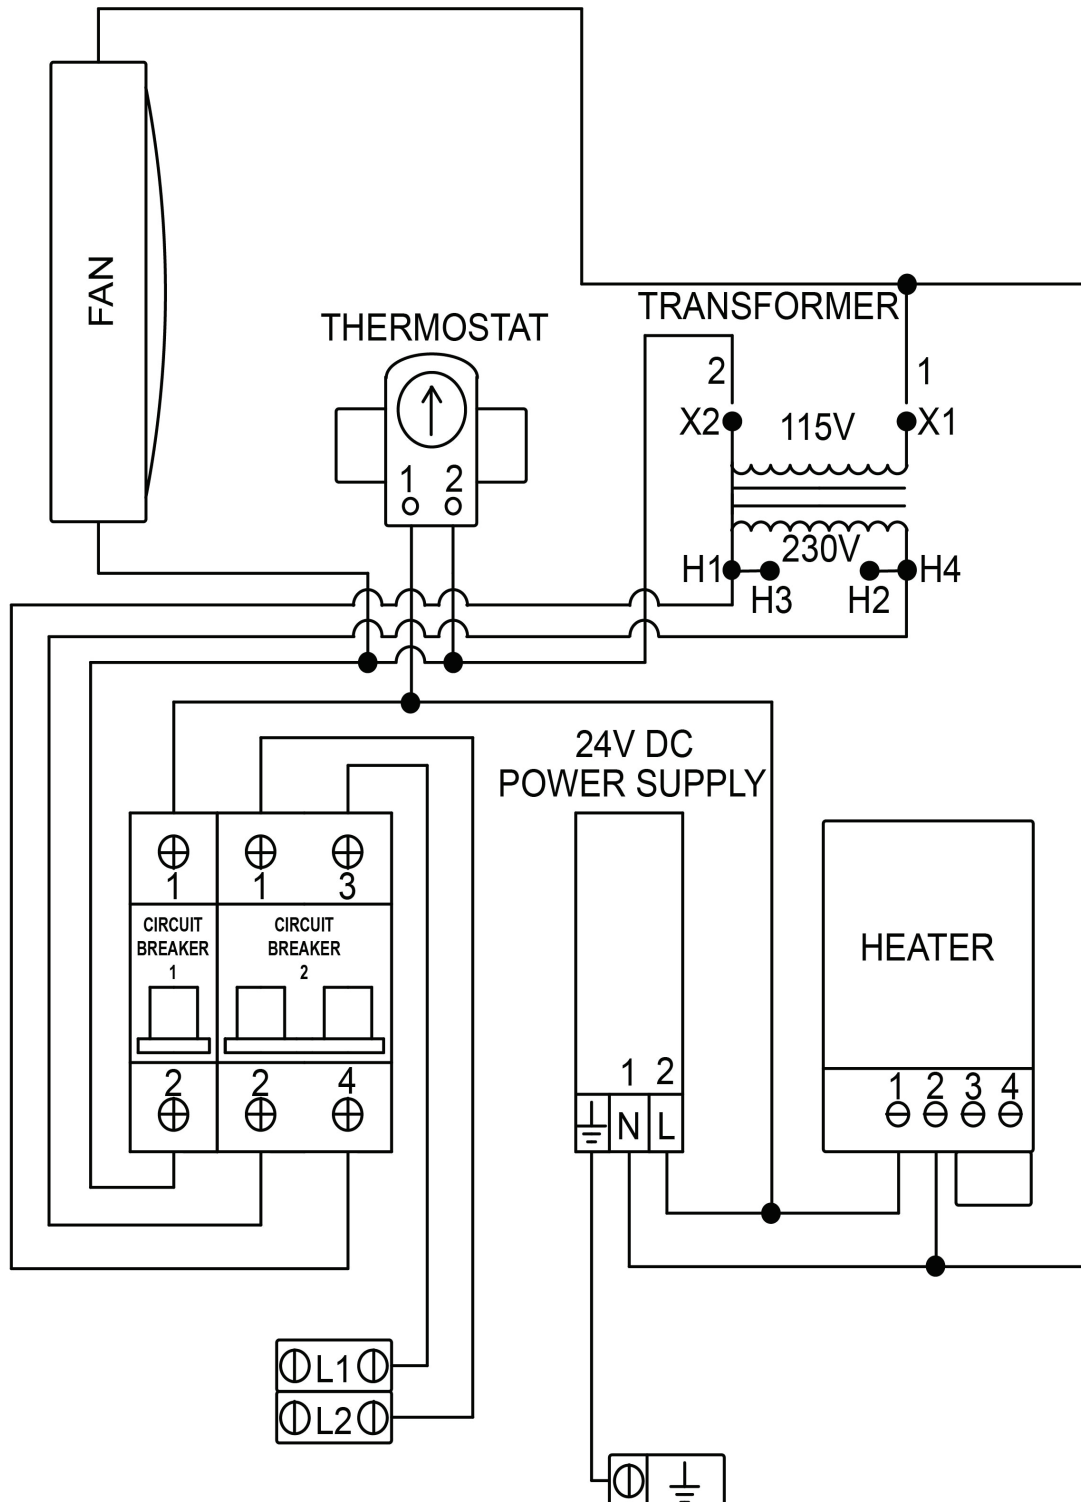 FAN
THERMOSTAT
1 2
TRANSFORMER
2 1
X2 115V X1
230V
H1 H4
H3 H2
24V DC
POWER SUPPLY
1 1 3
CIRCUIT
BREAKER
1
CIRCUIT
BREAKER
2
2 2 4
1 2
N L
HEATER
1 2 3 4
L1
L2